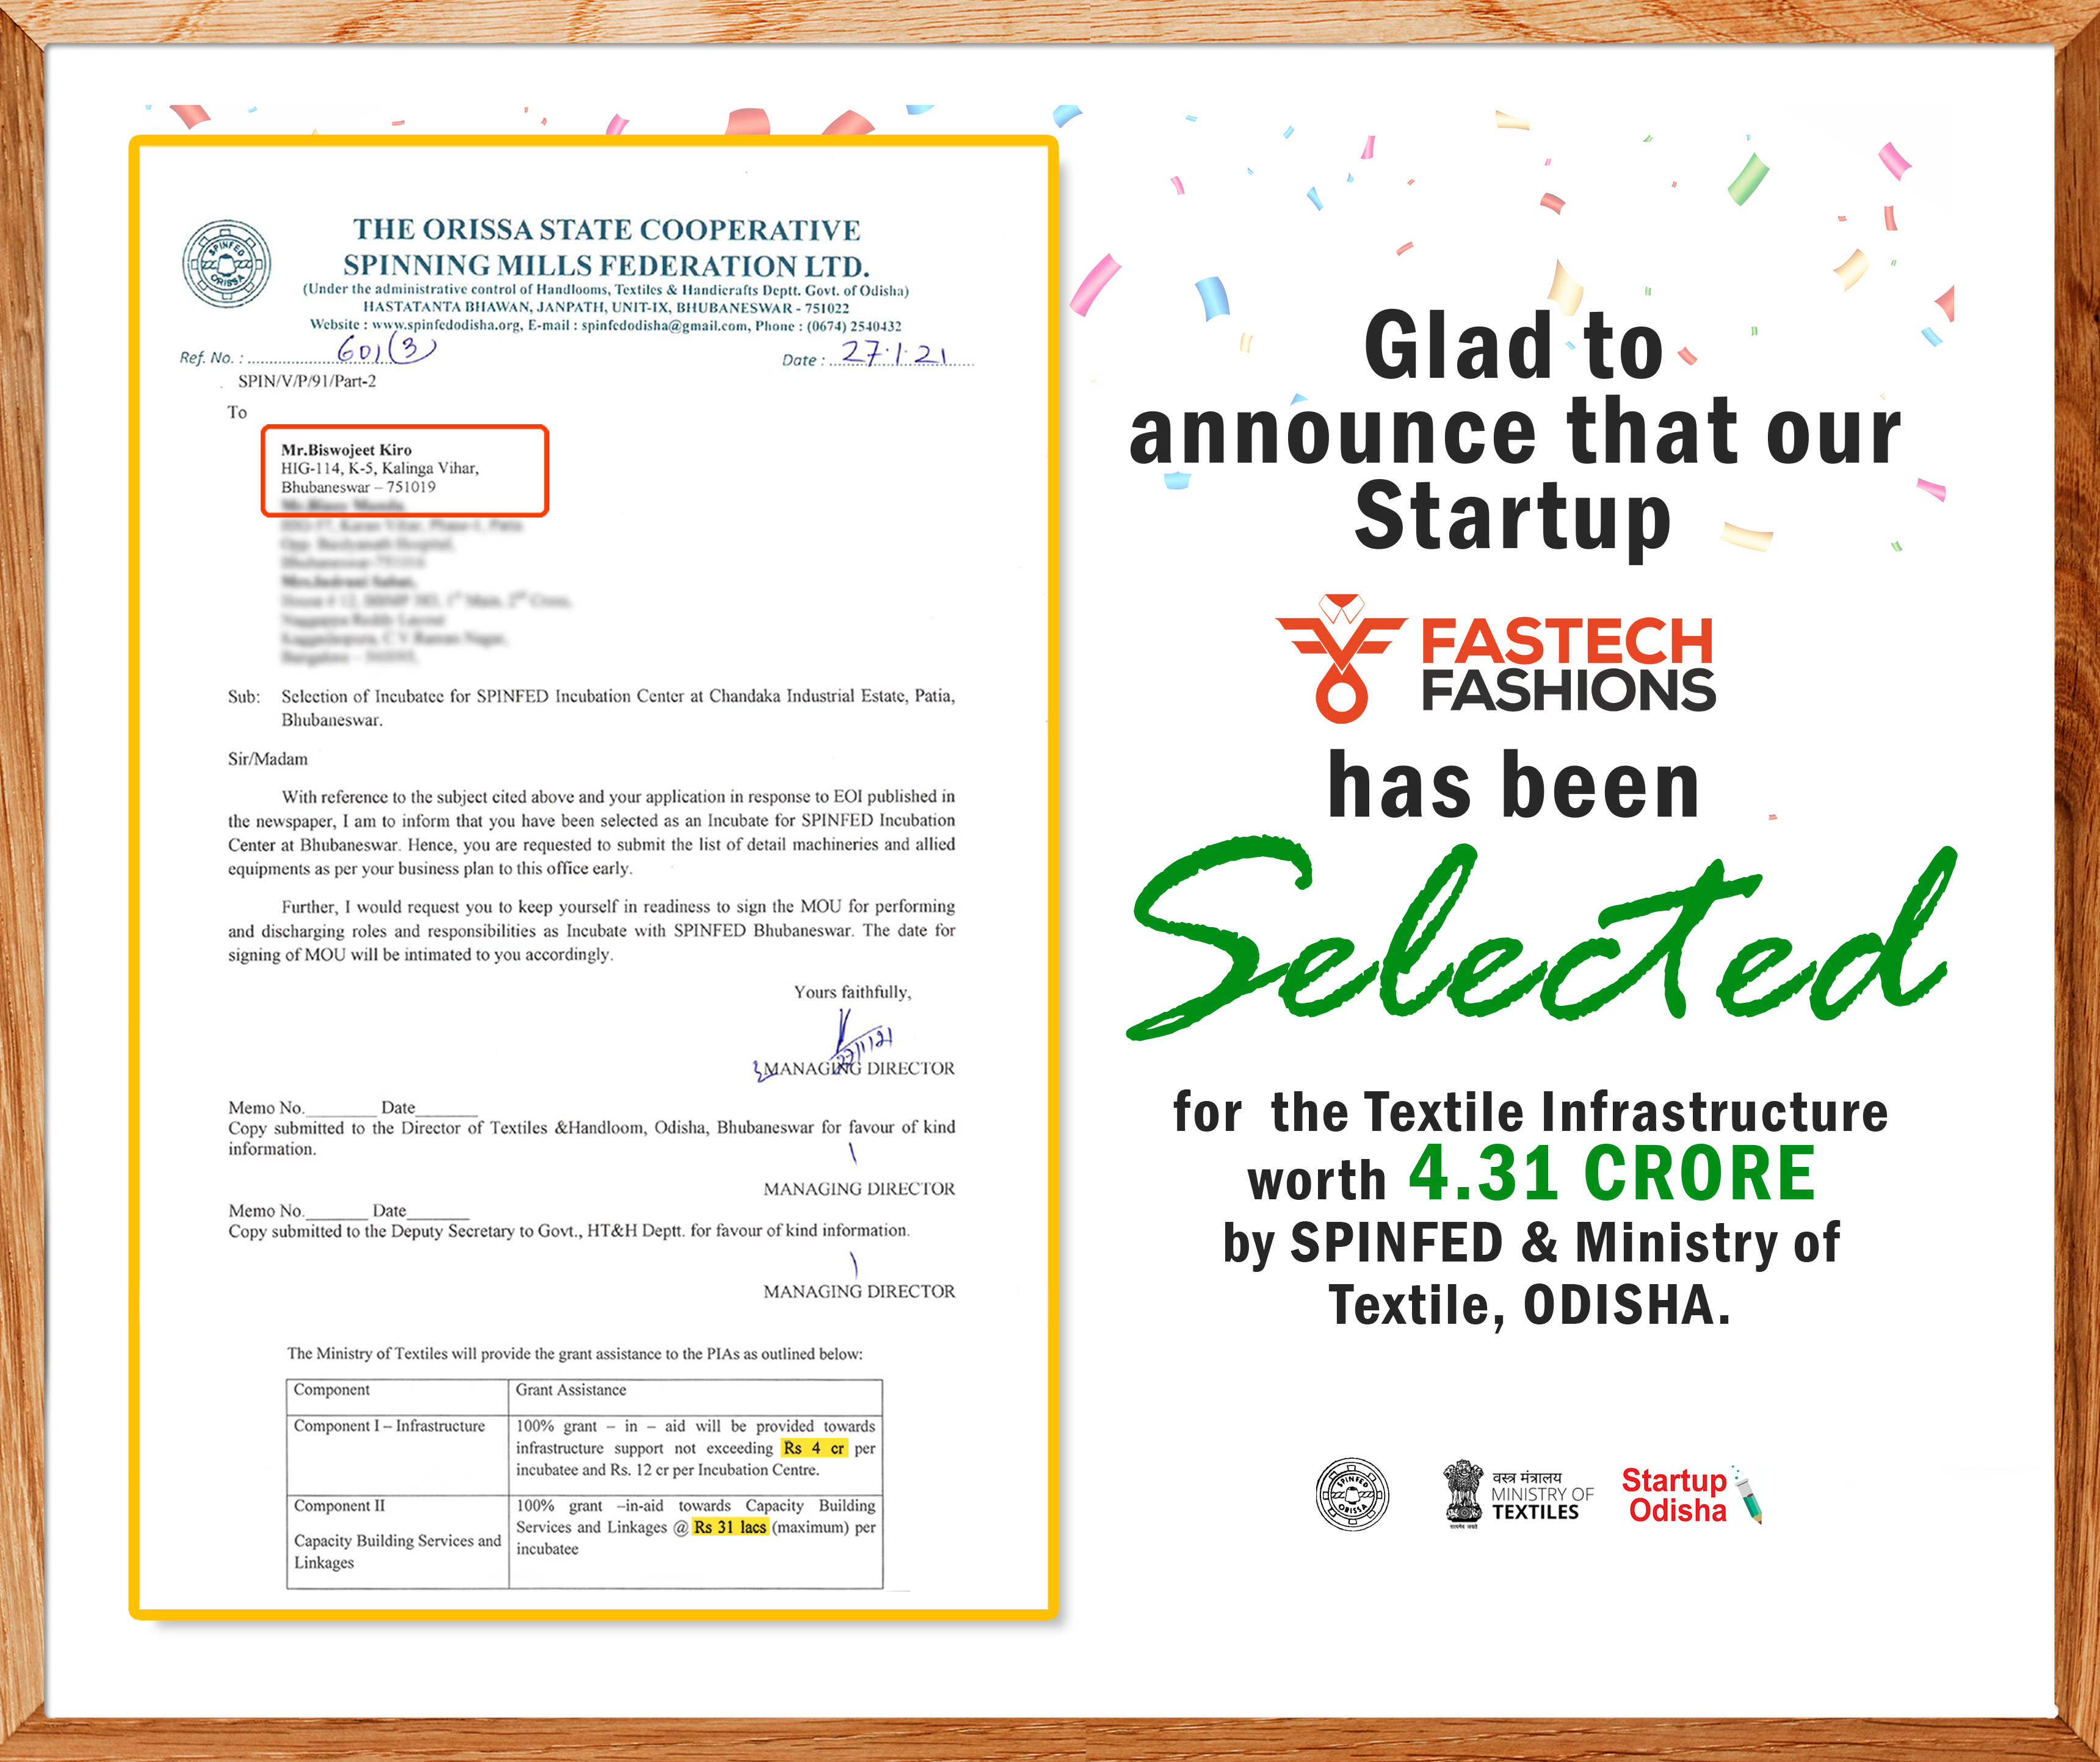 THE ORISSA STATE COOPERATIVE
SPINNING MILLS FEDERATION LTD.
(Under the administrative control of Handlooms, Textiles & Handicrafts Deptt. Govt. of Odisha)
HASTATANTA BHAWAN, JANPATH, UNIT-IX, BHUBANESWAR - 751022
Website : www.spinfedodisha.org, E-mail : spinfedodisha@gmail.com, Phone : (0674) 2540432
SPINFED
ORISSA
Ref. No. : 601(3) Date : 27.1.21
SPIN/V/P/91/Part-2
To
Mr.Biswojeet Kiro
HIG-114, K-5, Kalinga Vihar,
Bhubaneswar – 751019
Sub: Selection of Incubatee for SPINFED Incubation Center at Chandaka Industrial Estate, Patia,
Bhubaneswar.
Sir/Madam
With reference to the subject cited above and your application in response to EOI published in
the newspaper, I am to inform that you have been selected as an Incubate for SPINFED Incubation
Center at Bhubaneswar. Hence, you are requested to submit the list of detail machineries and allied
equipments as per your business plan to this office early.
Further, I would request you to keep yourself in readiness to sign the MOU for performing
and discharging roles and responsibilities as Incubate with SPINFED Bhubaneswar. The date for
signing of MOU will be intimated to you accordingly.
Yours faithfully,
27/1/21
MANAGING DIRECTOR
Memo No.________ Date_______
Copy submitted to the Director of Textiles &Handloom, Odisha, Bhubaneswar for favour of kind
information.
MANAGING DIRECTOR
Memo No._______ Date_______
Copy submitted to the Deputy Secretary to Govt., HT&H Deptt. for favour of kind information.
MANAGING DIRECTOR
The Ministry of Textiles will provide the grant assistance to the PIAs as outlined below:
Component Grant Assistance
Component I – Infrastructure
100% grant – in – aid will be provided towards
infrastructure support not exceeding Rs 4 cr per
incubatee and Rs. 12 cr per Incubation Centre.
Component II
Capacity Building Services and
Linkages
100% grant –in-aid towards Capacity Building
Services and Linkages @ Rs 31 lacs (maximum) per
incubatee
Glad to
announce that our
Startup
FASTECH
FASHIONS
has been
Selected
for the Textile Infrastructure
worth 4.31 CRORE
by SPINFED & Ministry of
Textile, ODISHA.
SPINFED
ORISSA
सत्यमेव जयते
वस्त्र मंत्रालय
MINISTRY OF
TEXTILES
Startup
Odisha